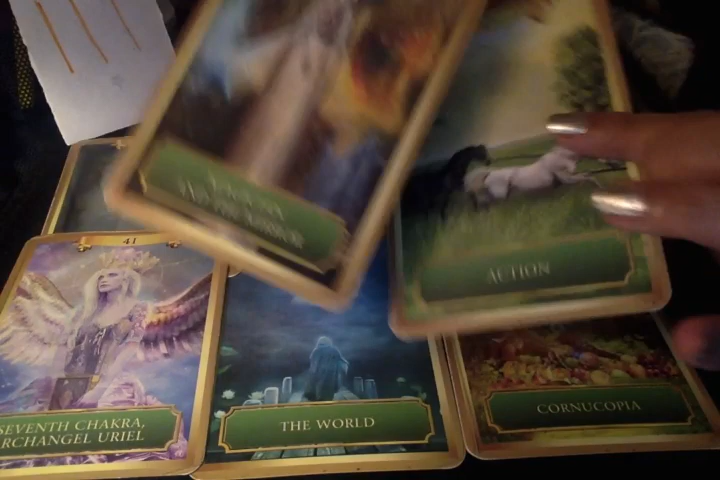 ACTION
41
SEVENTH CHAKRA,
ARCHANGEL URIEL
THE WORLD
CORNUCOPIA